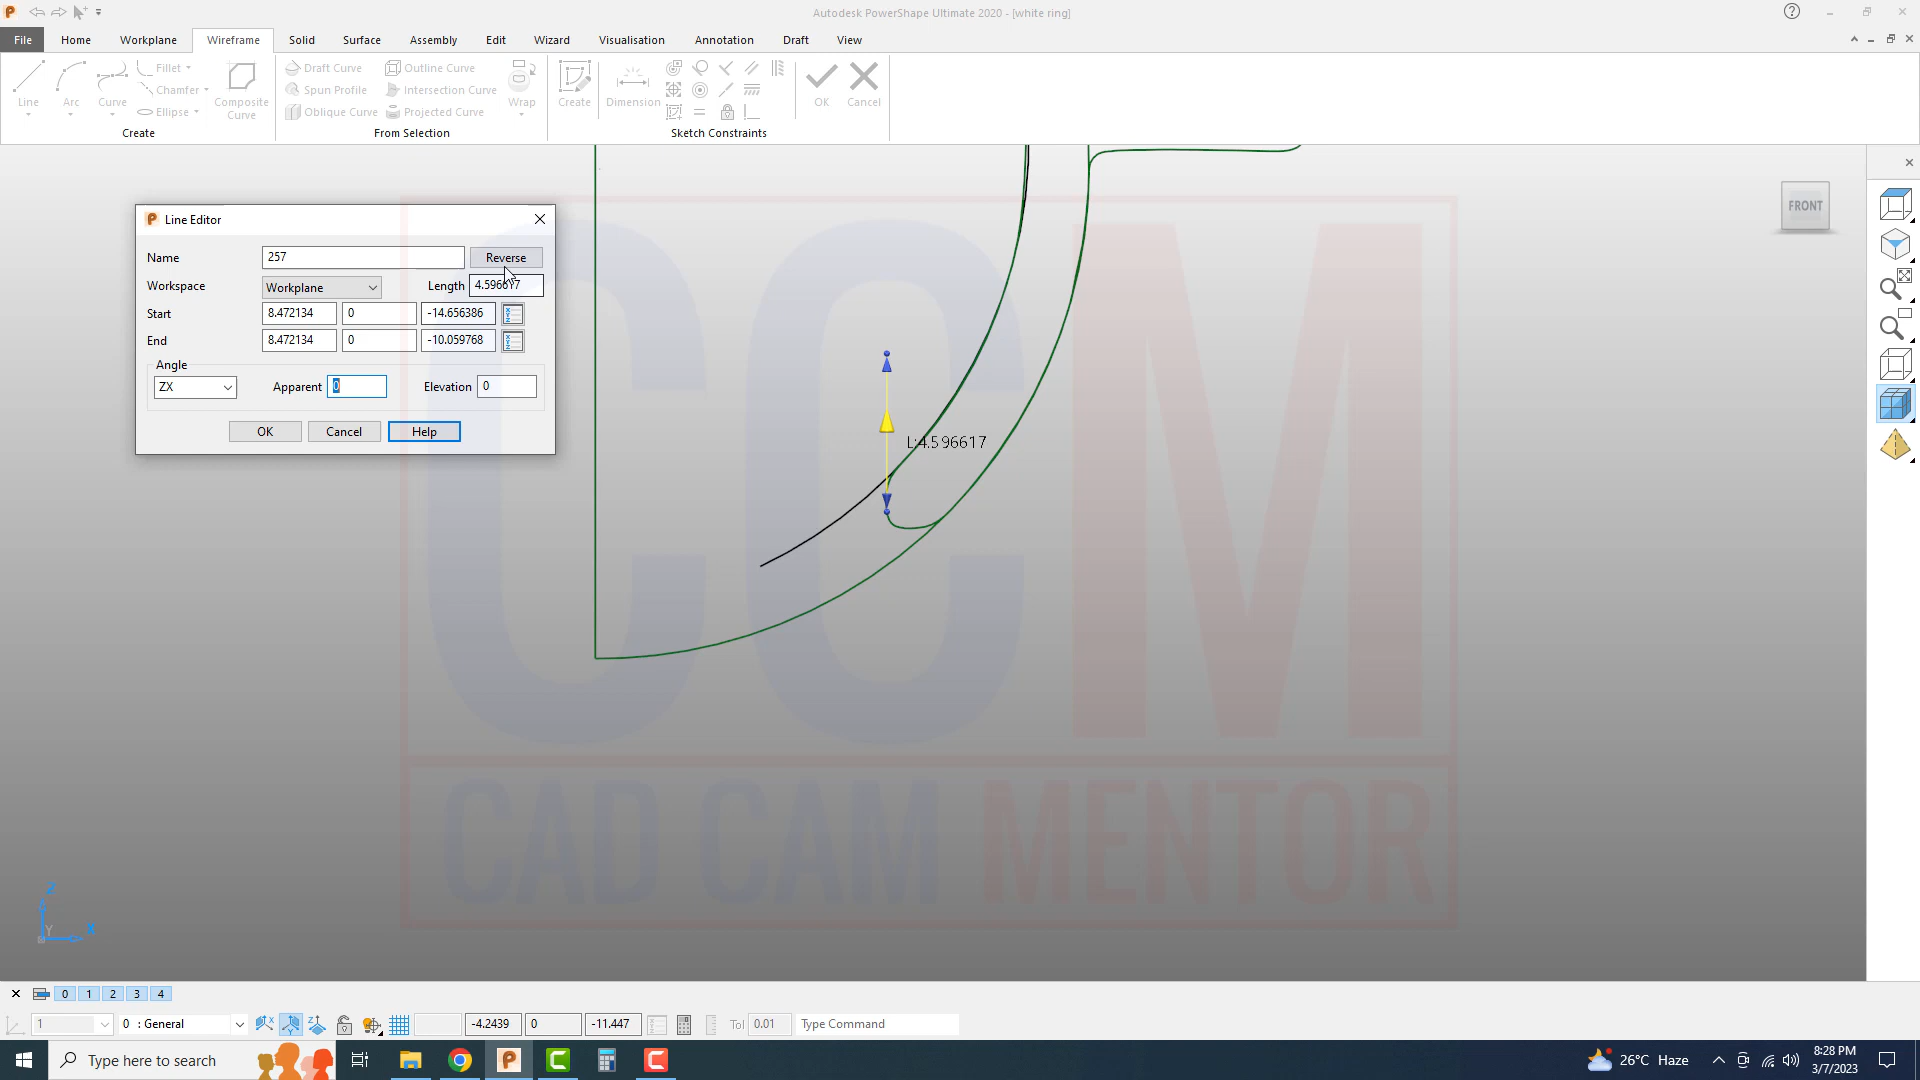 Autodesk PowerShape Ultimate 2020 - [white ring]
File Home Workplane Wireframe Solid Surface Assembly Edit Wizard Visualisation Annotation Draft View
Line Arc Curve Fillet Chamfer Ellipse Composite Curve
Draft Curve Outline Curve
Spun Profile Intersection Curve
Oblique Curve Projected Curve
Wrap Create Dimension OK Cancel
Create From Selection Sketch Constraints
FRONT
Line Editor
Name 257 Reverse
Workspace Workplane Length 4.596617
Start 8.472134 0 -14.656386
End 8.472134 0 -10.059768
Angle
ZX Apparent 0 Elevation 0
OK Cancel Help
L:4.596617
CCM
CAD CAM MENTOR
Z
Y X
0 1 2 3 4
1 0 : General -4.2439 0 -11.447 Tol 0.01 Type Command
Type here to search 26°C Haze 8:28 PM
3/7/2023